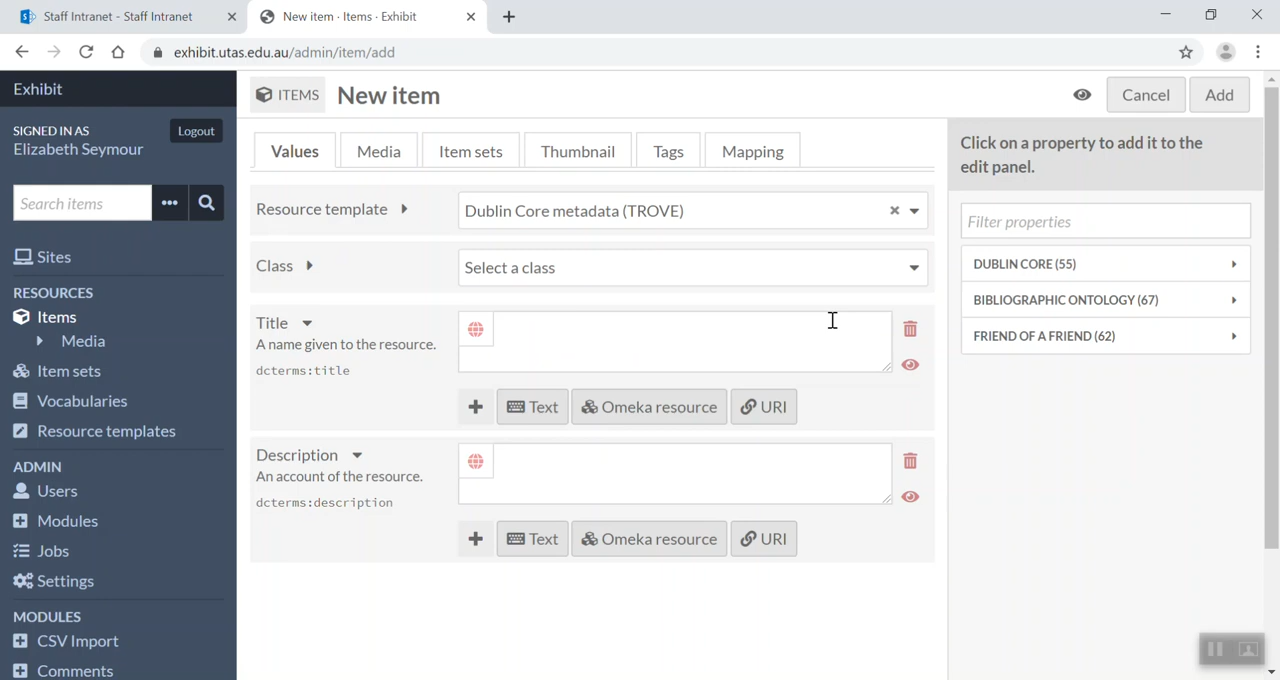 Staff Intranet - Staff Intranet
New item · Items · Exhibit
exhibit.utas.edu.au/admin/item/add
Exhibit
SIGNED IN AS
Elizabeth Seymour
Logout
Search items
Sites
RESOURCES
Items
Media
Item sets
Vocabularies
Resource templates
ADMIN
Users
Modules
Jobs
Settings
MODULES
CSV Import
Comments
ITEMS
New item
Cancel
Add
Values
Media
Item sets
Thumbnail
Tags
Mapping
Resource template
Dublin Core metadata (TROVE)
Class
Select a class
Title
A name given to the resource.
dcterms:title
Text
Omeka resource
URI
Description
An account of the resource.
dcterms:description
Text
Omeka resource
URI
Click on a property to add it to the
edit panel.
Filter properties
DUBLIN CORE (55)
BIBLIOGRAPHIC ONTOLOGY (67)
FRIEND OF A FRIEND (62)